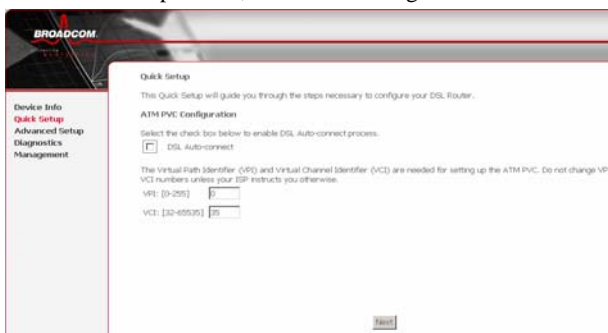 BROADCOM.
Device Info
Quick Setup
Advanced Setup
Diagnostics
Management
Quick Setup
This Quick Setup will guide you through the steps necessary to configure your DSL Router.
ATM PVC Configuration
Select the check box below to enable DSL Auto-connect process.
DSL Auto-connect
The Virtual Path Identifier (VPI) and Virtual Channel Identifier (VCI) are needed for setting up the ATM PVC. Do not change VP
VCI numbers unless your ISP instructs you otherwise.
VPI: [0-255] 0
VCI: [32-65535] 35
Next